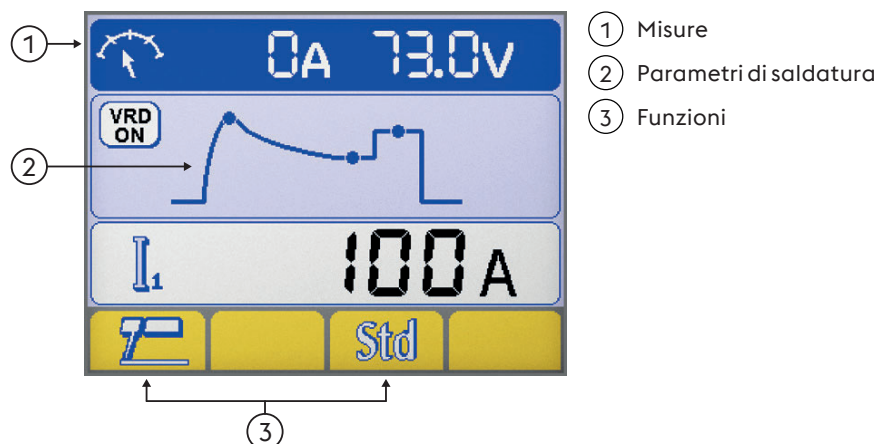 1
0A 73.0V
VRD
ON
2
I1
100A
Std
3
1 Misure
2 Parametri di saldatura
3 Funzioni